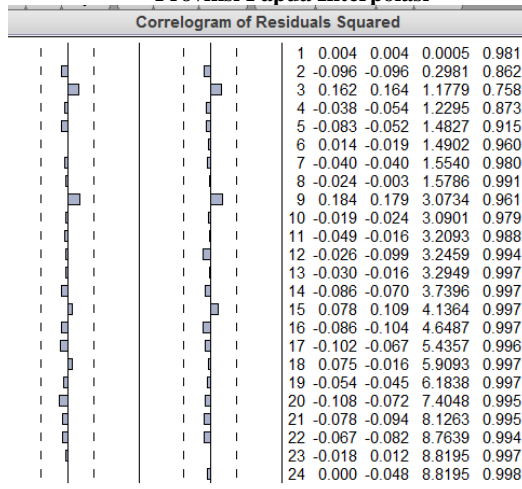 Correlogram of Residuals Squared
1 0.004 0.004 0.0005 0.981
2 -0.096 -0.096 0.2981 0.862
3 0.162 0.164 1.1779 0.758
4 -0.038 -0.054 1.2295 0.873
5 -0.083 -0.052 1.4827 0.915
6 0.014 -0.019 1.4902 0.960
7 -0.040 -0.040 1.5540 0.980
8 -0.024 -0.003 1.5786 0.991
9 0.184 0.179 3.0734 0.961
10 -0.019 -0.024 3.0901 0.979
11 -0.049 -0.016 3.2093 0.988
12 -0.026 -0.099 3.2459 0.994
13 -0.030 -0.016 3.2949 0.997
14 -0.086 -0.070 3.7396 0.997
15 0.078 0.109 4.1364 0.997
16 -0.086 -0.104 4.6487 0.997
17 -0.102 -0.067 5.4357 0.996
18 0.075 -0.016 5.9093 0.997
19 -0.054 -0.045 6.1838 0.997
20 -0.108 -0.072 7.4048 0.995
21 -0.078 -0.094 8.1263 0.995
22 -0.067 -0.082 8.7639 0.994
23 -0.018 0.012 8.8195 0.997
24 0.000 -0.048 8.8195 0.998